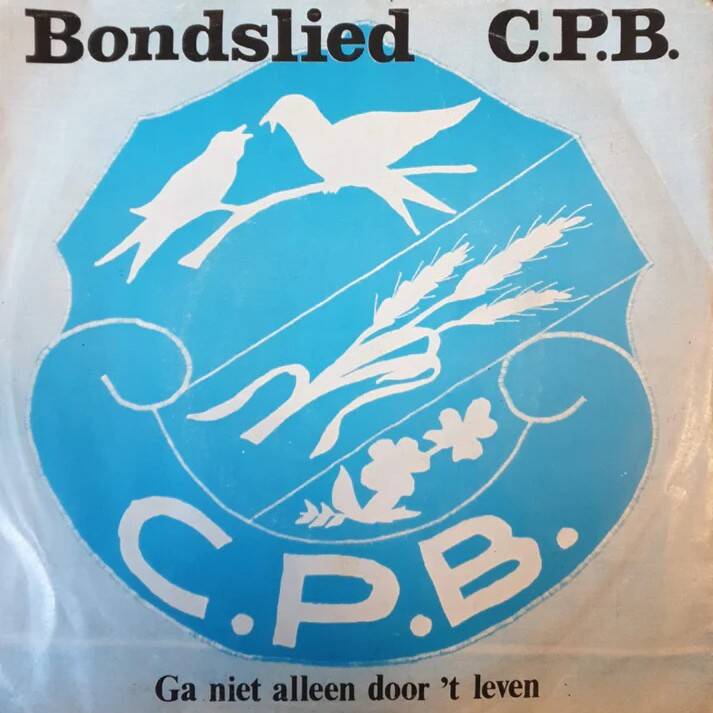 Bondslied C.P.B.
C.P.B.
Ga niet alleen door 't leven